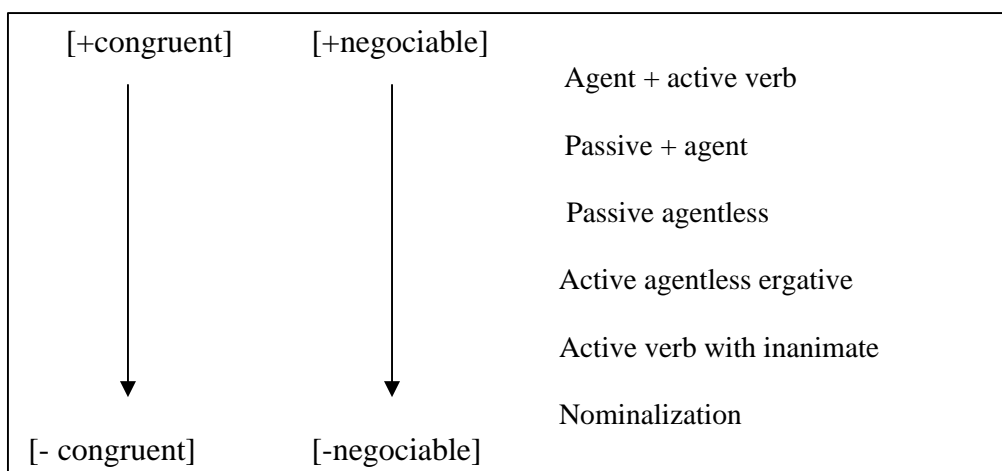 [+congruent] [+negociable]
Agent + active verb
Passive + agent
Passive agentless
Active agentless ergative
Active verb with inanimate
Nominalization
[- congruent] [-negociable]